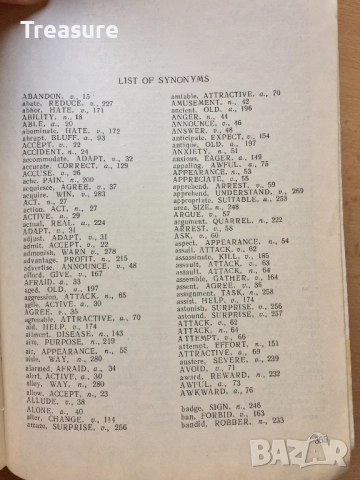 Treasure
LIST OF SYNONYMS
ABANDON. v., 15
abate. REDUCE. v., 227
abhor. HATE. v., 171
ABILITY. n., 18
ABLE. a., 20
abominate. HATE. v., 172
abrupt. BLUFF. a., 93
ACCEPT. v., 22
ACCIDENT. n., 24
accommodate. ADAPT. v., 32
accurate. CORRECT. a., 129
ACCUSE. v., 26
ache. PAIN. n., 200
acquiesce. AGREE. v., 37
acquire. WIN. v., 283
ACT. n., 27
action. ACT. n., 27
ACTIVE. a., 29
actual. REAL. a., 224
ADAPT. v., 31
adjust. ADAPT. v., 31
admit. ACCEPT. v., 22
admonish. WARN v., 278
advantage. PROFIT. n., 215
advertise. ANNOUNCE. v., 48
afford. GIVE. v., 167
AFRAID. a., 33
aged. OLD. a., 197
aggression. ATTACK. n., 65
agile. ACTIVE. a., 30
AGREE. v., 35
agreeable. ATTRACTIVE. a., 70
aid. HELP. v., 174
ailment. DISEASE. n., 143
aim. PURPOSE. n., 219
air. APPEARANCE. n., 55
aisle. WAY. n., 280
alarmed. AFRAID. a., 34
alert. ACTIVE. a., 30
alley. WAY. n., 280
allow. ACCEPT. v., 23
ALLUDE. v., 38
ALONE. a., 40
alter. CHANGE. v., 114
amaze. SURPRISE. v., 256
amiable. ATTRACTIVE. a., 70
AMUSEMENT. n., 42
ancient. OLD. a., 196
ANGER. n., 44
ANNOUNCE. v., 46
ANSWER. v., 48
anticipate. EXPECT. v., 154
antique. OLD. a., 197
ANXIETY. n., 51
anxious. EAGER. a., 149
appaling. AWFUL. a., 75
APPEARANCE. n., 53
APPRECIATE. v., 55
apprehend. ARREST. v., 59
apprehend. UNDERSTAND. v., 269
appropriate. SUITABLE. a., 253
area. SIZE. n., 248
ARGUE. v., 57
argument. QUARREL. n., 222
ARREST. v., 58
ASK. v., 60
aspect. APPEARANCE. n., 54
assail. ATTACK. v., 62
assassinate. KILL. v., 185
assault. ATTACK. v., 63
assault. ATTACK. n., 64
assemble. GATHER. v., 164
assent. AGREE. v., 36
assignment. TASK. n., 258
assist. HELP. v., 174
astonish. SURPRISE. v., 256
astound. SURPRISE. v., 257
ATTACK. v., 62
ATTACK. n., 64
ATTEMPT. v., 66
attempt. EFFORT. n., 151
ATTRACTIVE. a., 69
austere. SEVERE. a., 239
AVOID. v., 71
award. REWARD. n., 232
AWFUL. a., 73
AWKWARD. a., 76
badge. SIGN. n., 246
ban. FORBID. v., 163
bandid. ROBBER. n., 233
bazar.bg